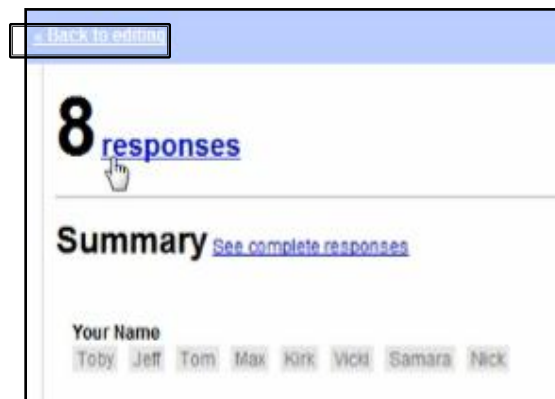 « Back to editing
8 responses
Summary See complete responses
Your Name
Toby Jeff Tom Max Kirk Vicki Samara Nick